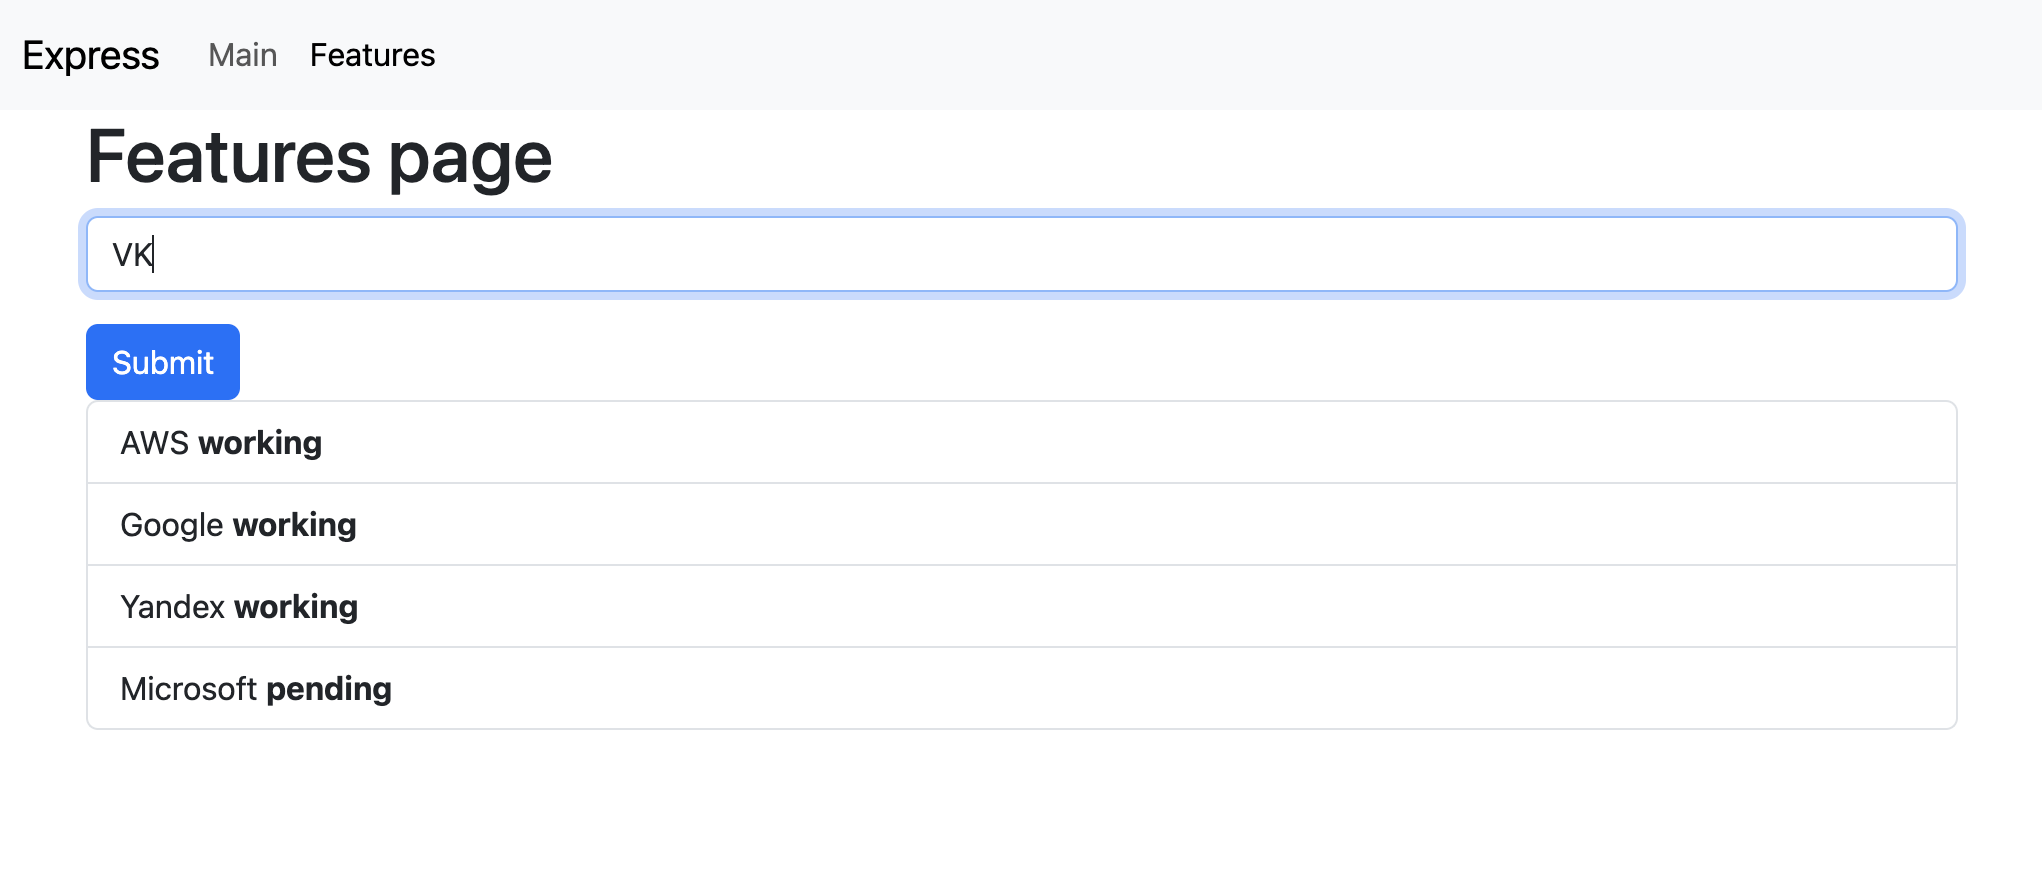 Express Main Features
Features page
VK
Submit
AWS working
Google working
Yandex working
Microsoft pending